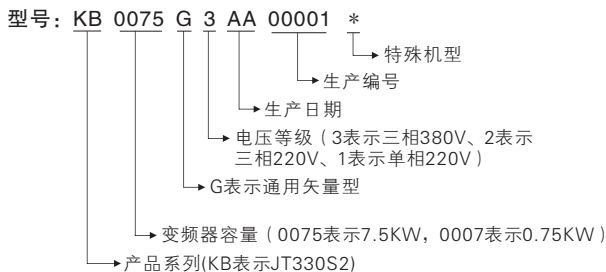 型号: KB 0075 G 3 AA 00001 *
特殊机型
生产编号
生产日期
电压等级（3表示三相380V、2表示
三相220V、1表示单相220V）
G表示通用矢量型
变频器容量（0075表示7.5KW，0007表示0.75KW）
产品系列(KB表示JT330S2)